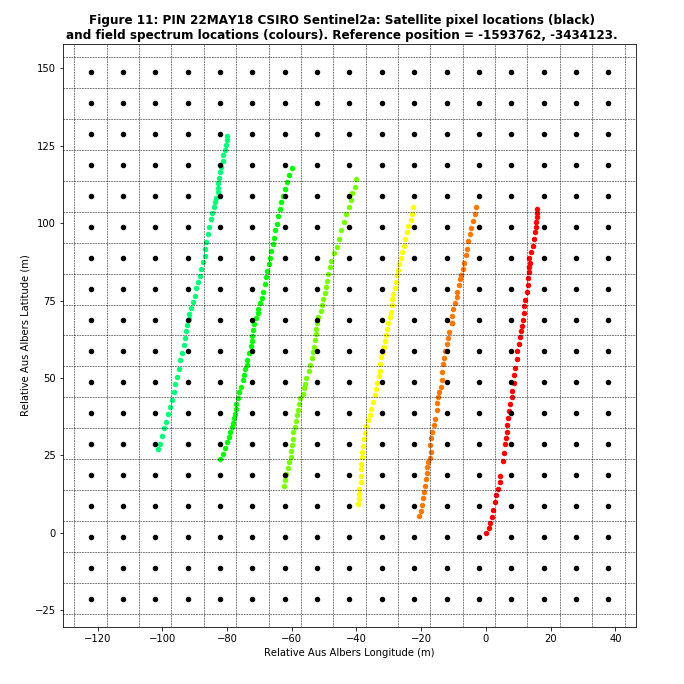 Figure 11: PIN 22MAY18 CSIRO Sentinel2a: Satellite pixel locations (black)
and field spectrum locations (colours). Reference position = -1593762, -3434123.
150
125
100
75
50
25
0
−25
Relative Aus Albers Latitude (m)
−120 −100 −80 −60 −40 −20 0 20 40
Relative Aus Albers Longitude (m)